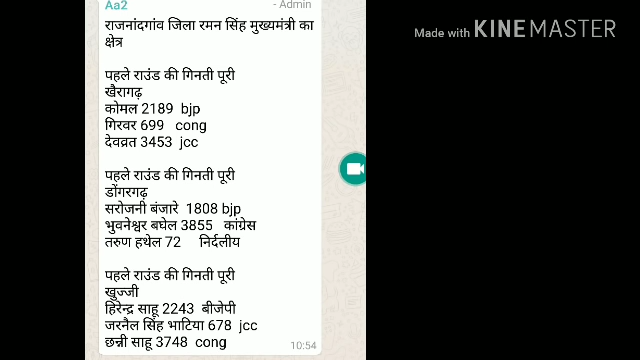 Aa2 - Admin
Made with KINEMASTER
राजनांदगांव जिला रमन सिंह मुख्यमंत्री का
क्षेत्र
पहले राउंड की गिनती पूरी
खैरागढ़
कोमल 2189 bjp
गिरवर 699 cong
देवव्रत 3453 jcc
पहले राउंड की गिनती पूरी
डोंगरगढ़
सरोजनी बंजारे 1808 bjp
भुवनेश्वर बघेल 3855 कांग्रेस
तरुण हथेल 72 निर्दलीय
पहले राउंड की गिनती पूरी
खुज्जी
हिरेन्द्र साहू 2243 बीजेपी
जरनैल सिंह भाटिया 678 jcc
छन्नी साहू 3748 cong
10:54